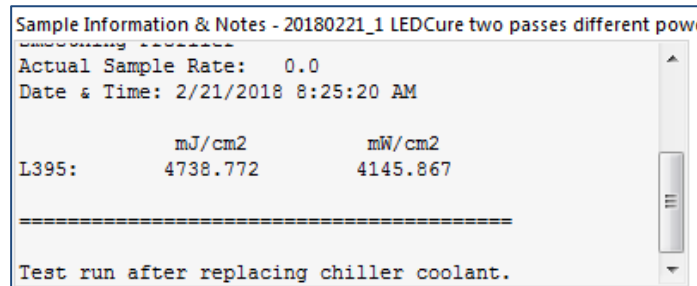 Sample Information & Notes - 20180221_1 LEDCure two passes different pow
Actual Sample Rate: 0.0
Date & Time: 2/21/2018 8:25:20 AM
mJ/cm2 mW/cm2
L395: 4738.772 4145.867
=========================================
Test run after replacing chiller coolant.